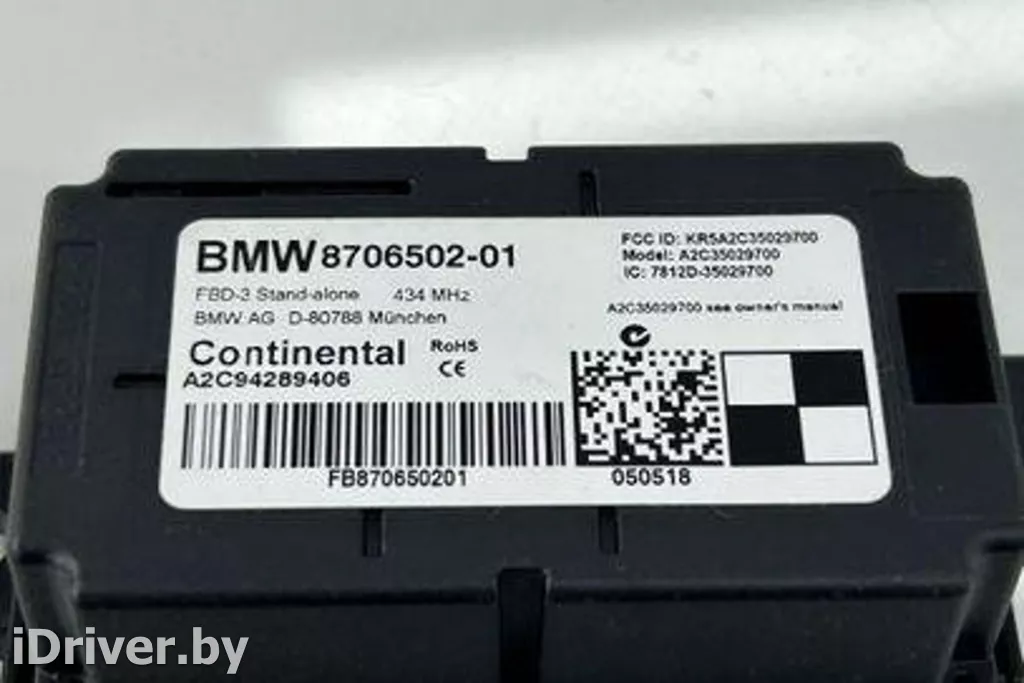 BMW 8706502-01
FBD-3 Stand-alone 434 MHz
BMW AG D-80788 München
Continental RoHS
CE
A2C94289406
FB870650201
FCC ID: KR5A2C35029700
Model: A2C35029700
IC: 7812D-35029700
A2C35029700 see owner's manual
050518
iDriver.by